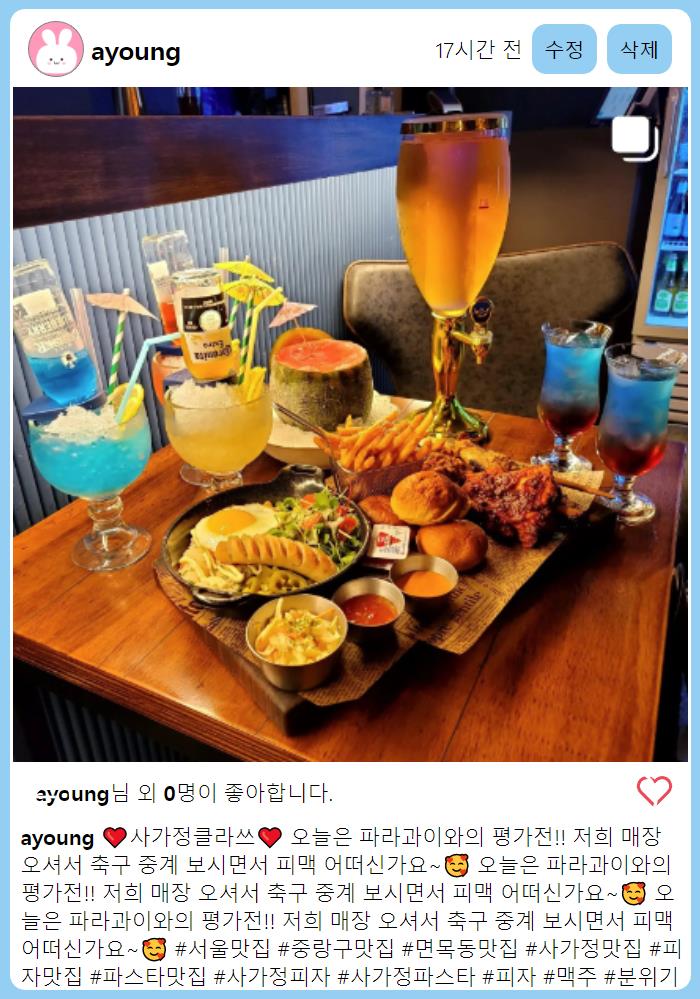 ayoung 17시간 전 수정 삭제
ayoung님 외 0명이 좋아합니다.
ayoung ❤️사가정클라쓰❤️ 오늘은 파라과이와의 평가전!! 저희 매장
오셔서 축구 중계 보시면서 피맥 어떠신가요~🥰 오늘은 파라과이와의
평가전!! 저희 매장 오셔서 축구 중계 보시면서 피맥 어떠신가요~🥰 오
늘은 파라과이와의 평가전!! 저희 매장 오셔서 축구 중계 보시면서 피맥
어떠신가요~🥰 #서울맛집 #중랑구맛집 #면목동맛집 #사가정맛집 #피
자맛집 #파스타맛집 #사가정피자 #사가정파스타 #피자 #맥주 #분위기